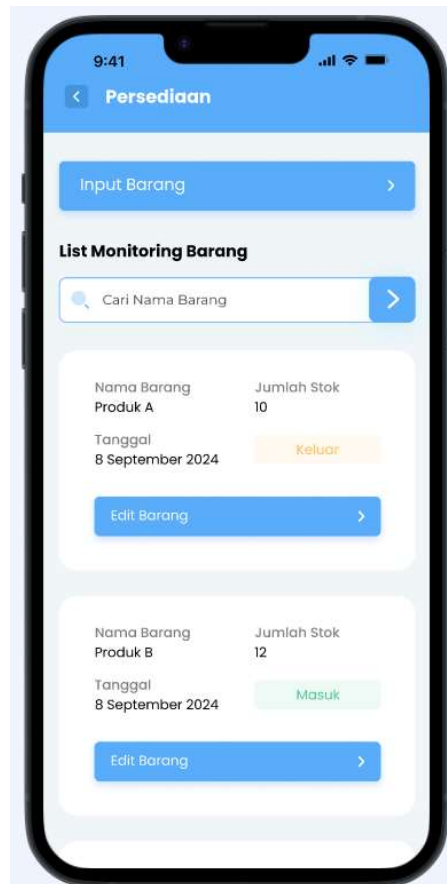 9:41
Persediaan
Input Barang
List Monitoring Barang
Cari Nama Barang
Nama Barang
Jumlah Stok
Produk A
10
Tanggal
8 September 2024
Keluar
Edit Barang
Nama Barang
Jumlah Stok
Produk B
12
Tanggal
8 September 2024
Masuk
Edit Barang